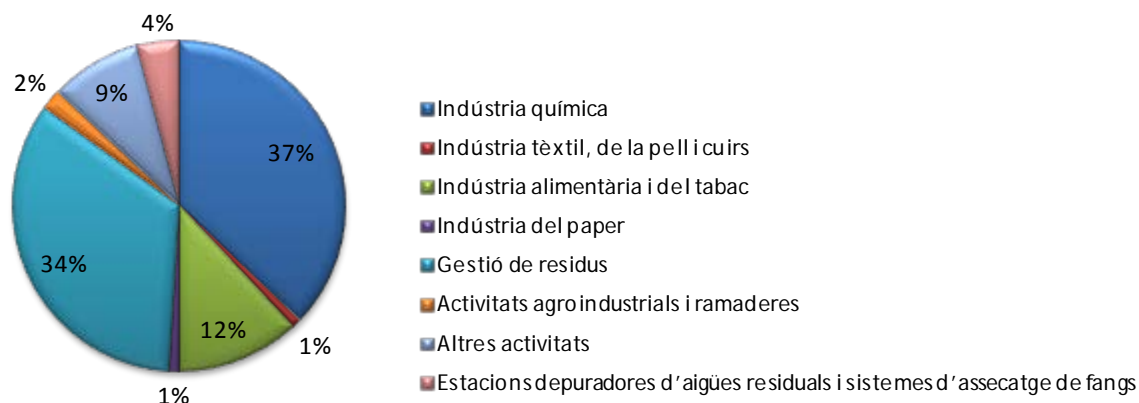 4%
2%
9%
37%
34%
12%
1%
1%
Indústria química
Indústria tèxtil, de la pell i cuirs
Indústria alimentària i del tabac
Indústria del paper
Gestió de residus
Activitats agroindustrials i ramaderes
Altres activitats
Estacions depuradores d'aigües residuals i sistemes d'assecatge de fangs